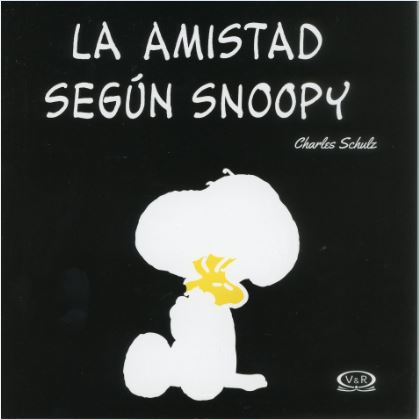 LA AMISTAD
SEGÚN SNOOPY
Charles Schulz
V&R